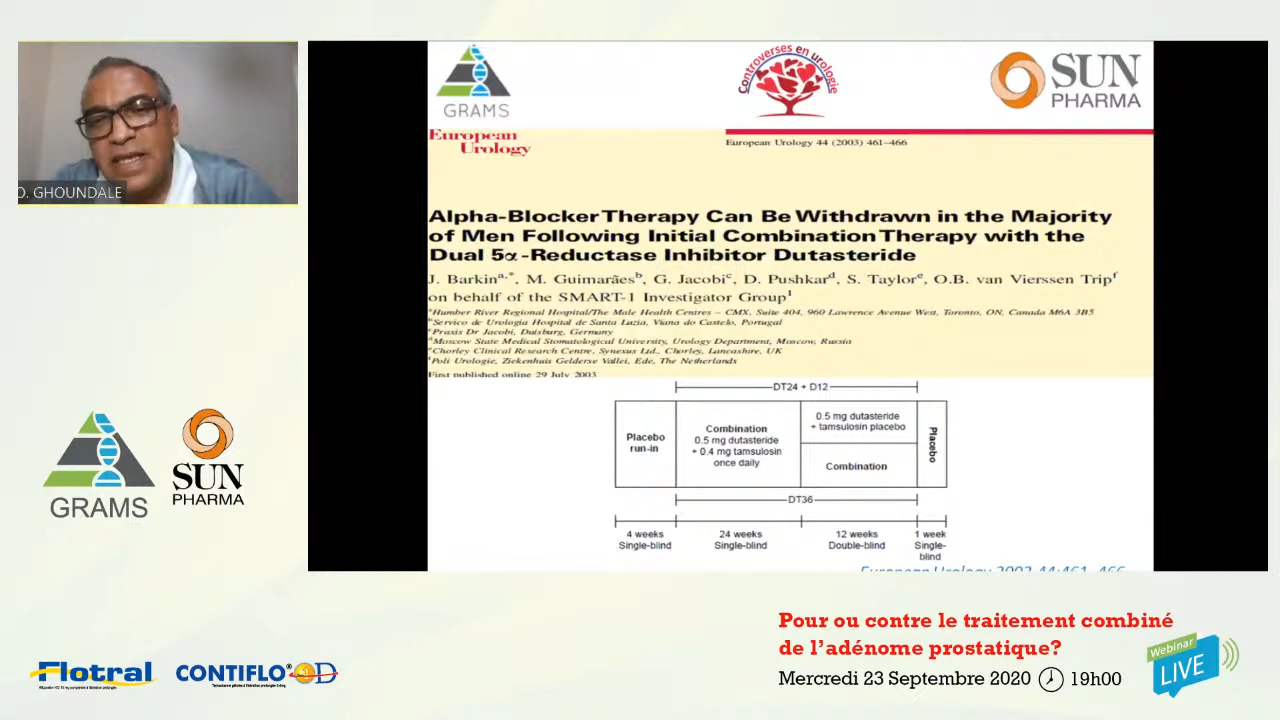 O. GHOUNDALE
GRAMS
Controverses en urologie
SUN
PHARMA
European
Urology
European Urology 44 (2003) 461–466
Alpha-Blocker Therapy Can Be Withdrawn in the Majority
of Men Following Initial Combination Therapy with the
Dual 5α-Reductase Inhibitor Dutasteride
J. Barkin a,*, M. Guimarães b, G. Jacobi c, D. Pushkar d, S. Taylor e, O.B. van Vierssen Trip f
on behalf of the SMART-1 Investigator Group 1
a Humber River Regional Hospital/The Male Health Centres – CMX, Suite 404, 960 Lawrence Avenue West, Toronto, ON, Canada M6A 3B5
b Servico de Urologia Hospital de Santa Luzia, Viana do Castelo, Portugal
c Praxis Dr Jacobi, Duisburg, Germany
d Moscow State Medical Stomatological University, Urology Department, Moscow, Russia
e Chorley Clinical Research Centre, Synexus Ltd., Chorley, Lancashire, UK
f Poli Urologie, Ziekenhuis Gelderse Vallei, Ede, The Netherlands
First published online 29 July 2003
DT24 + D12
Placebo
run-in
Combination
0.5 mg dutasteride
+ 0.4 mg tamsulosin
once daily
0.5 mg dutasteride
+ tamsulosin placebo
Combination
Placebo
DT36
4 weeks
Single-blind
24 weeks
Single-blind
12 weeks
Double-blind
1 week
Single-
blind
European Urology 2003 44:461–466
GRAMS
SUN
PHARMA
Flotral
CONTIFLO® OD
Pour ou contre le traitement combiné
de l'adénome prostatique?
Mercredi 23 Septembre 2020 19h00
Webinar
LIVE